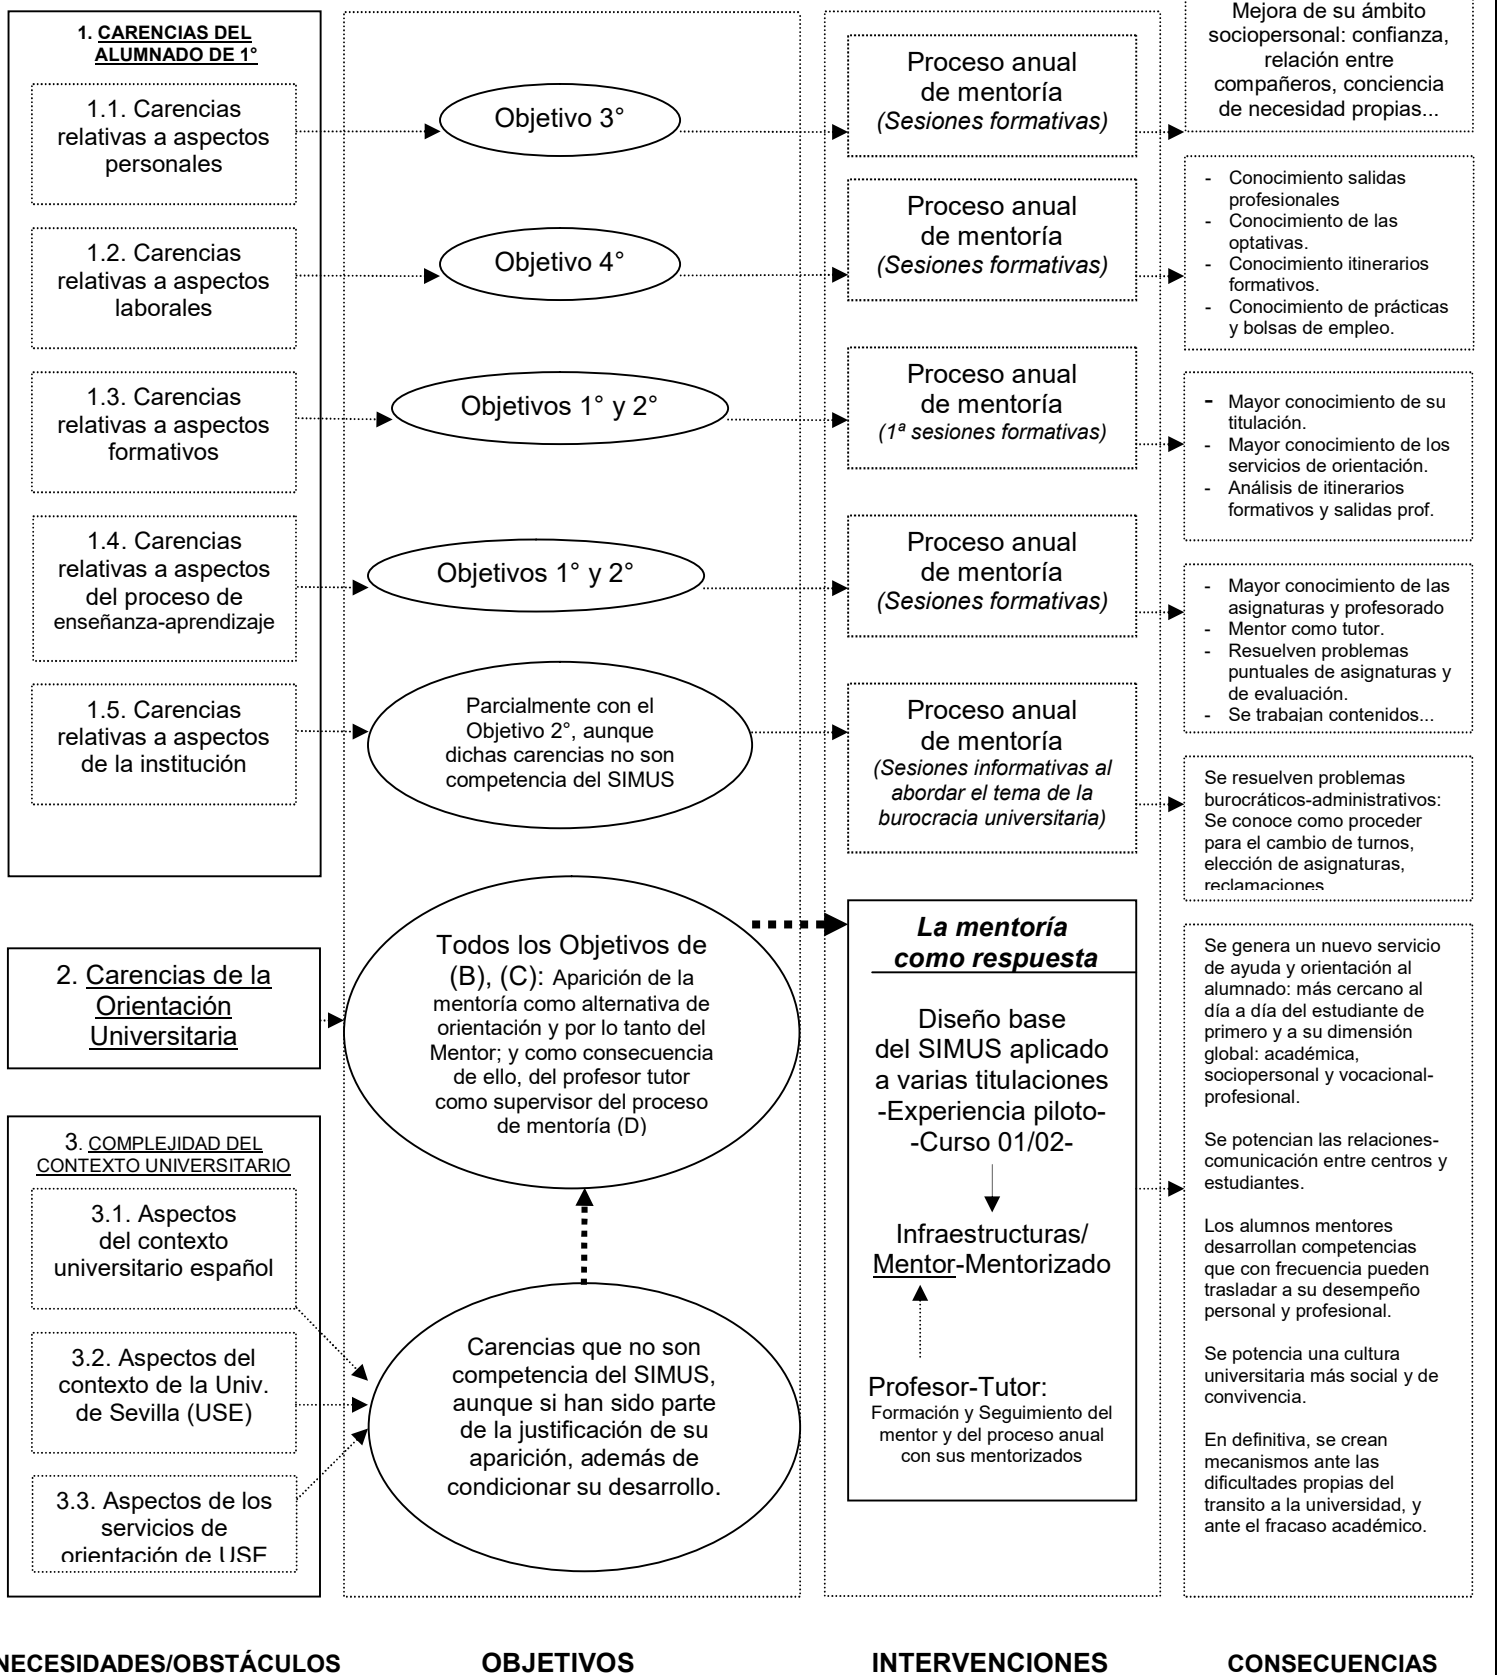 1. CARENCIAS DEL
ALUMNADO DE 1°
1.1. Carencias
relativas a aspectos
personales
1.2. Carencias
relativas a aspectos
laborales
1.3. Carencias
relativas a aspectos
formativos
1.4. Carencias
relativas a aspectos
del proceso de
enseñanza-aprendizaje
1.5. Carencias
relativas a aspectos
de la institución
2. Carencias de la
Orientación
Universitaria
3. COMPLEJIDAD DEL
CONTEXTO UNIVERSITARIO
3.1. Aspectos
del contexto
universitario español
3.2. Aspectos del
contexto de la Univ.
de Sevilla (USE)
3.3. Aspectos de los
servicios de
orientación de USE
NECESIDADES/OBSTÁCULOS
Objetivo 3°
Objetivo 4°
Objetivos 1° y 2°
Objetivos 1° y 2°
Parcialmente con el
Objetivo 2°, aunque
dichas carencias no son
competencia del SIMUS
Todos los Objetivos de
(B), (C): Aparición de la
mentoría como alternativa de
orientación y por lo tanto del
Mentor; y como consecuencia
de ello, del profesor tutor
como supervisor del proceso
de mentoría (D)
Carencias que no son
competencia del SIMUS,
aunque si han sido parte
de la justificación de su
aparición, además de
condicionar su desarrollo.
OBJETIVOS
Proceso anual
de mentoría
(Sesiones formativas)
Proceso anual
de mentoría
(Sesiones formativas)
Proceso anual
de mentoría
(1ª sesiones formativas)
Proceso anual
de mentoría
(Sesiones formativas)
Proceso anual
de mentoría
(Sesiones informativas al
abordar el tema de la
burocracia universitaria)
La mentoría
como respuesta
Diseño base
del SIMUS aplicado
a varias titulaciones
-Experiencia piloto-
-Curso 01/02-
Infraestructuras/
Mentor-Mentorizado
Profesor-Tutor:
Formación y Seguimiento del
mentor y del proceso anual
con sus mentorizados
INTERVENCIONES
Mejora de su ámbito
sociopersonal: confianza,
relación entre
compañeros, conciencia
de necesidad propias...
- Conocimiento salidas
profesionales
- Conocimiento de las
optativas.
- Conocimiento itinerarios
formativos.
- Conocimiento de prácticas
y bolsas de empleo.
- Mayor conocimiento de su
titulación.
- Mayor conocimiento de los
servicios de orientación.
- Análisis de itinerarios
formativos y salidas prof.
- Mayor conocimiento de las
asignaturas y profesorado
- Mentor como tutor.
- Resuelven problemas
puntuales de asignaturas y
de evaluación.
- Se trabajan contenidos...
Se resuelven problemas
burocráticos-administrativos:
Se conoce como proceder
para el cambio de turnos,
elección de asignaturas,
reclamaciones
Se genera un nuevo servicio
de ayuda y orientación al
alumnado: más cercano al
día a día del estudiante de
primero y a su dimensión
global: académica,
sociopersonal y vocacional-
profesional.
Se potencian las relaciones-
comunicación entre centros y
estudiantes.
Los alumnos mentores
desarrollan competencias
que con frecuencia pueden
trasladar a su desempeño
personal y profesional.
Se potencia una cultura
universitaria más social y de
convivencia.
En definitiva, se crean
mecanismos ante las
dificultades propias del
transito a la universidad, y
ante el fracaso académico.
CONSECUENCIAS